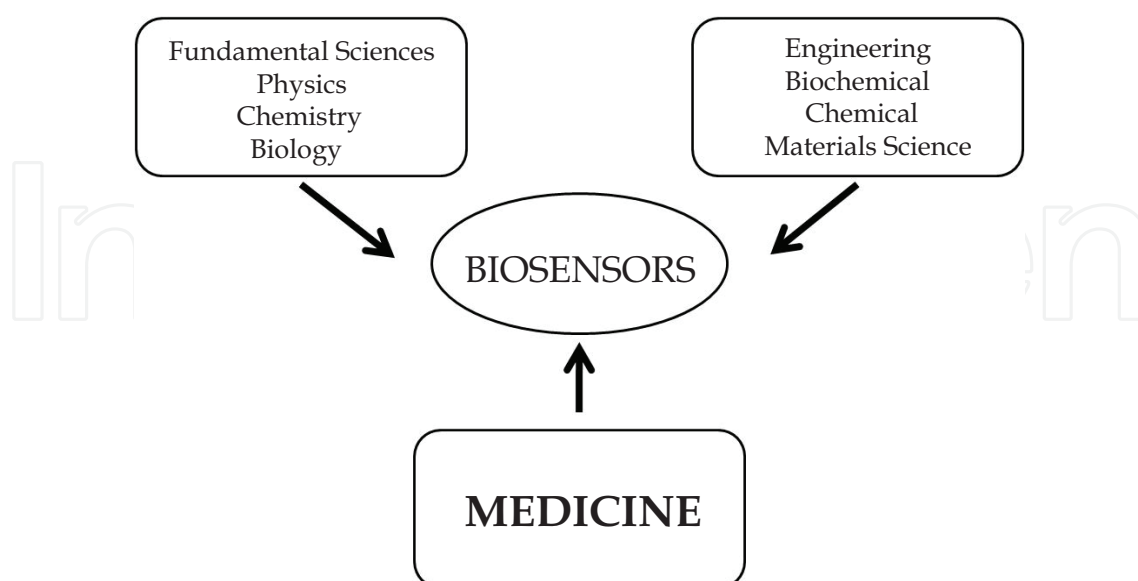 Fundamental Sciences
Physics
Chemistry
Biology
Engineering
Biochemical
Chemical
Materials Science
BIOSENSORS
MEDICINE